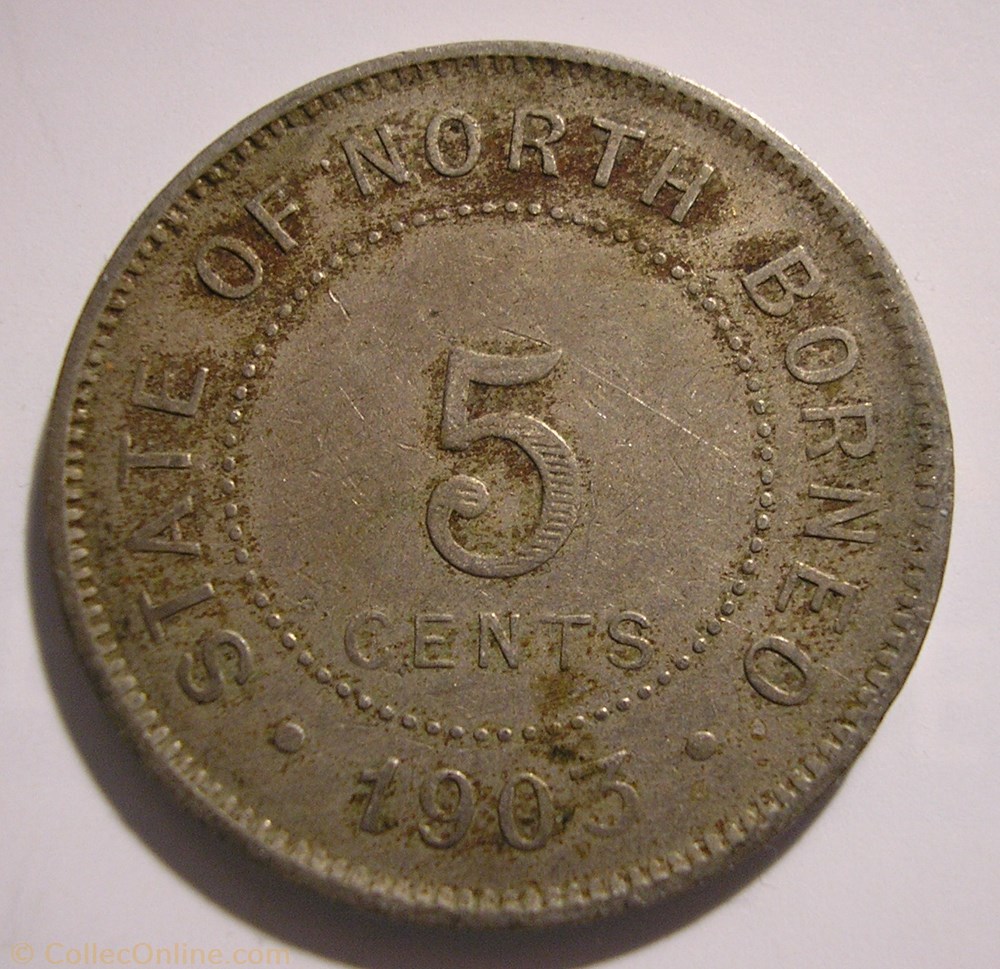 STATE OF NORTH BORNEO
5
CENTS
• 1903 •
© CollecOnline.com